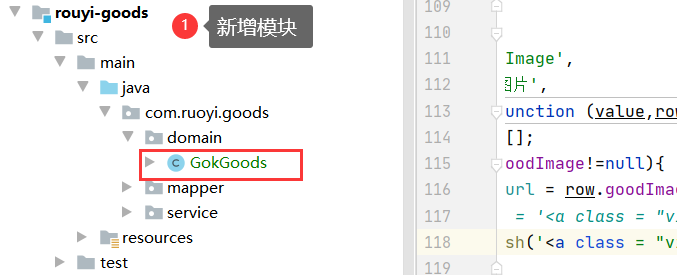 rouyi-goods
1 新增模块
src
main
java
com.ruoyi.goods
domain
GokGoods
mapper
service
resources
test
109
110
111 Image',
112 图片',
113 unction (value,row
114 [];
115 oodImage!=null){
116 url = row.goodImag
117 = '<a class = "vi
118 sh('<a class = "vi